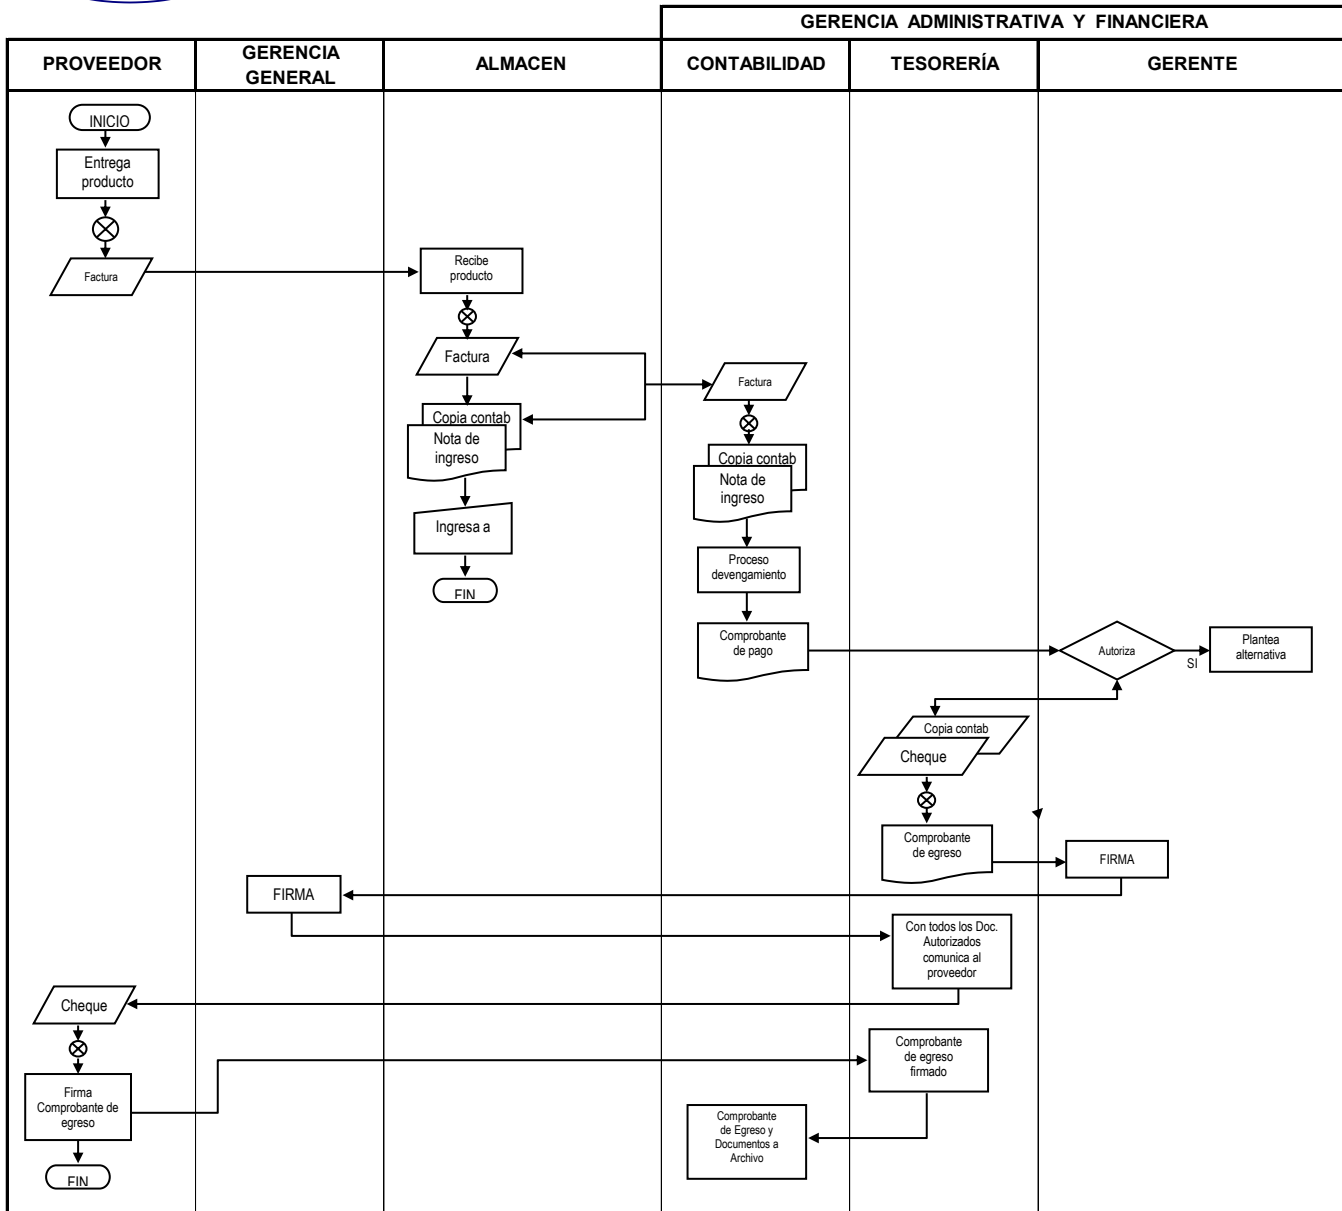 GERENCIA ADMINISTRATIVA Y FINANCIERA
PROVEEDOR
GERENCIA
GENERAL
ALMACEN
CONTABILIDAD
TESORERÍA
GERENTE
INICIO
Entrega
producto
Factura
Recibe
producto
Factura
Copia contab
Nota de
ingreso
Ingresa a
FIN
Factura
Copia contab
Nota de
ingreso
Proceso
devengamiento
Comprobante
de pago
Autoriza
SI
Plantea
alternativa
Copia contab
Cheque
Comprobante
de egreso
FIRMA
FIRMA
Con todos los Doc.
Autorizados
comunica al
proveedor
Cheque
Firma
Comprobante de
egreso
FIN
Comprobante
de egreso
firmado
Comprobante
de Egreso y
Documentos a
Archivo